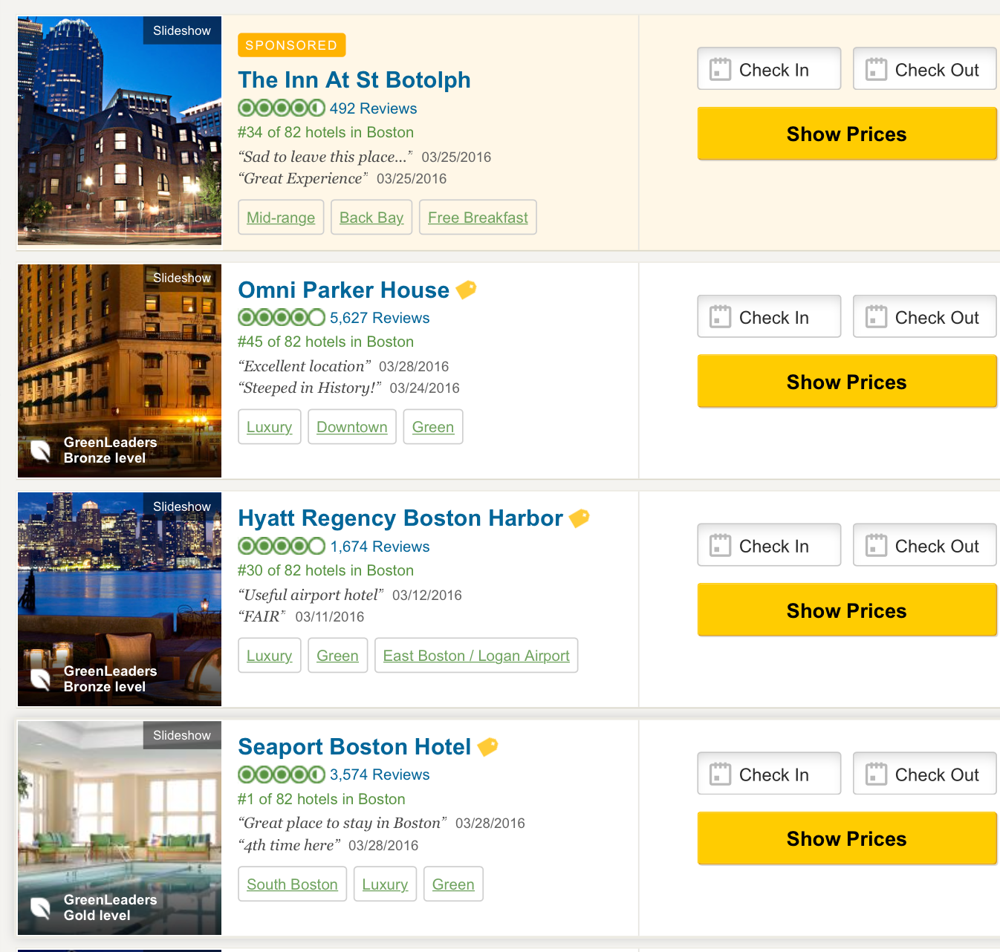 Slideshow
SPONSORED
The Inn At St Botolph
492 Reviews
#34 of 82 hotels in Boston
“Sad to leave this place...” 03/25/2016
“Great Experience” 03/25/2016
Mid-range Back Bay Free Breakfast
Check In Check Out
Show Prices
Slideshow
GreenLeaders
Bronze level
Omni Parker House
5,627 Reviews
#45 of 82 hotels in Boston
“Excellent location” 03/28/2016
“Steeped in History!” 03/24/2016
Luxury Downtown Green
Check In Check Out
Show Prices
Slideshow
GreenLeaders
Bronze level
Hyatt Regency Boston Harbor
1,674 Reviews
#30 of 82 hotels in Boston
“Useful airport hotel” 03/12/2016
“FAIR” 03/11/2016
Luxury Green East Boston / Logan Airport
Check In Check Out
Show Prices
Slideshow
GreenLeaders
Gold level
Seaport Boston Hotel
3,574 Reviews
#1 of 82 hotels in Boston
“Great place to stay in Boston” 03/28/2016
“4th time here” 03/28/2016
South Boston Luxury Green
Check In Check Out
Show Prices